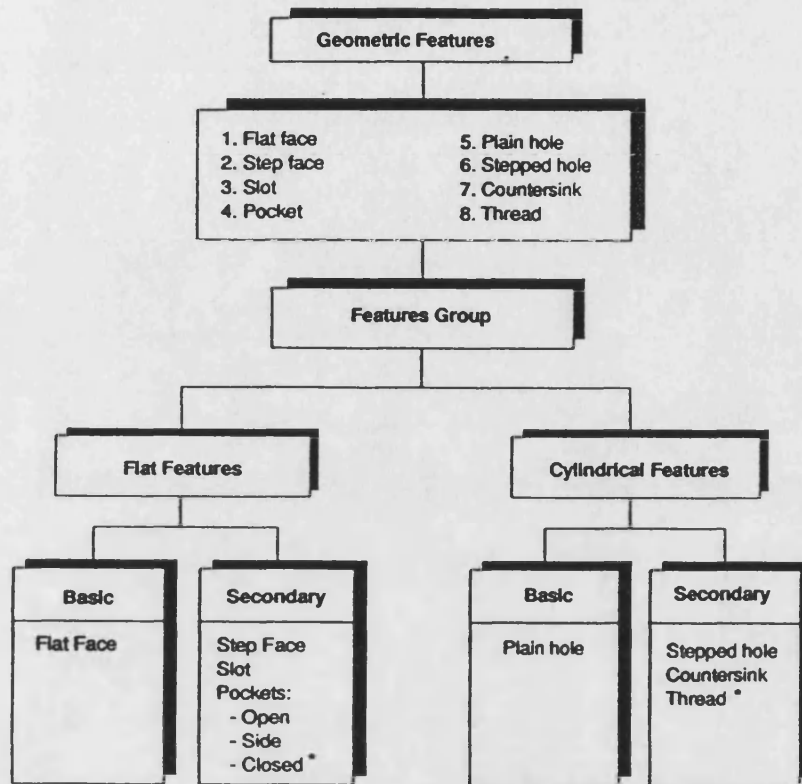 Geometric Features
1. Flat face
2. Step face
3. Slot
4. Pocket
5. Plain hole
6. Stepped hole
7. Countersink
8. Thread
Features Group
Flat Features
Cylindrical Features
Basic
Flat Face
Secondary
Step Face
Slot
Pockets:
- Open
- Side
- Closed *
Basic
Plain hole
Secondary
Stepped hole
Countersink
Thread *